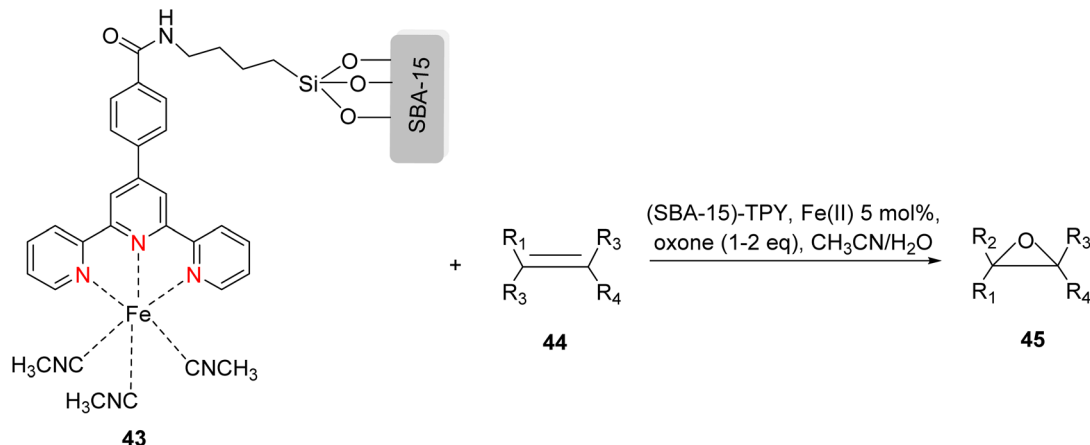 H
O
N
Si
O
O
O
SBA-15
N
N
N
Fe
H₃CNC
CNCH₃
H₃CNC
43
+
R₁
R₃
R₃
R₄
44
(SBA-15)-TPY, Fe(II) 5 mol%,
oxone (1-2 eq), CH₃CN/H₂O
R₂
O
R₃
R₁
R₄
45